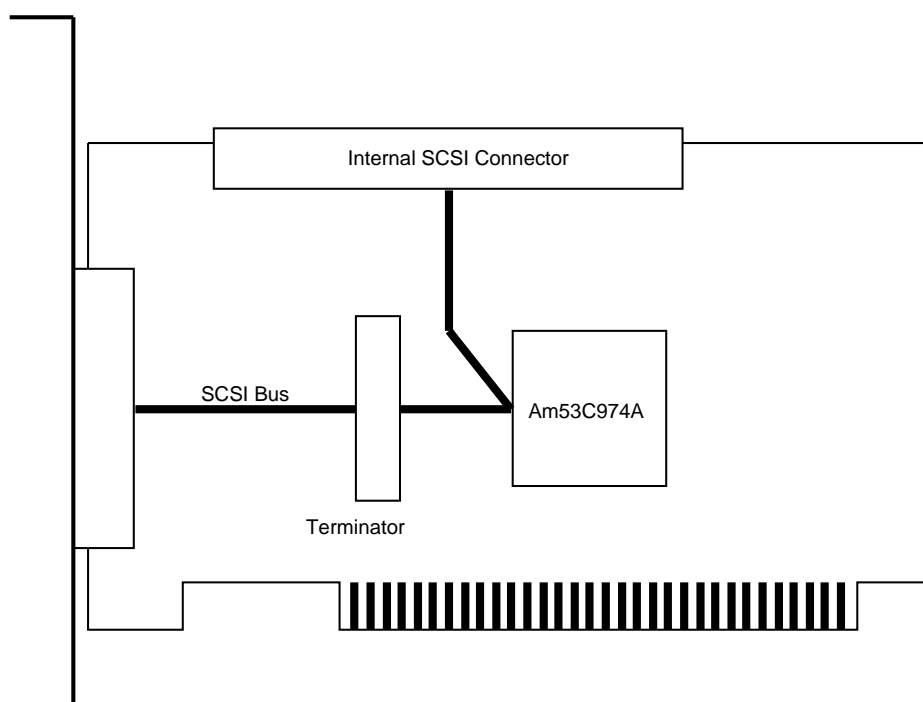 Internal SCSI Connector
SCSI Bus
Am53C974A
Terminator